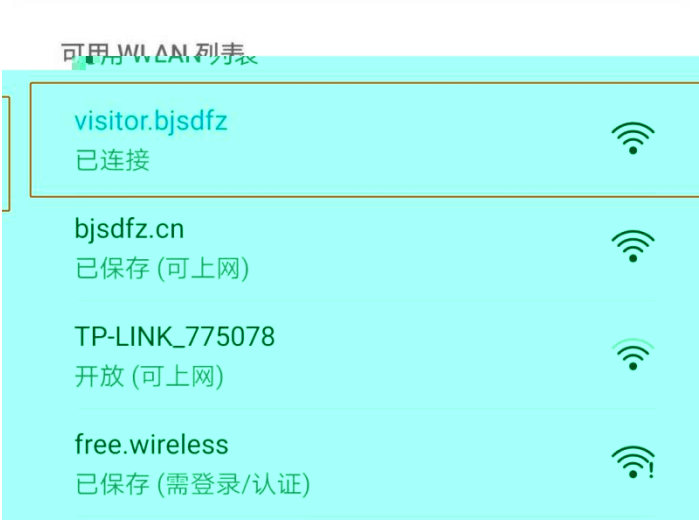 可用 WLAN 列表
visitor.bjsdfz
已连接
bjsdfz.cn
已保存 (可上网)
TP-LINK_775078
开放 (可上网)
free.wireless
已保存 (需登录/认证)